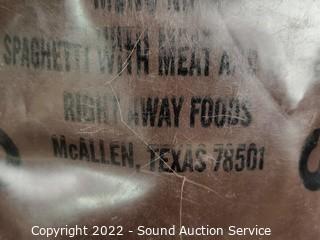 SPAGHETTI WITH MEAT
RIGHT AWAY FOODS
McALLEN, TEXAS 78501
Copyright 2022 - Sound Auction Service